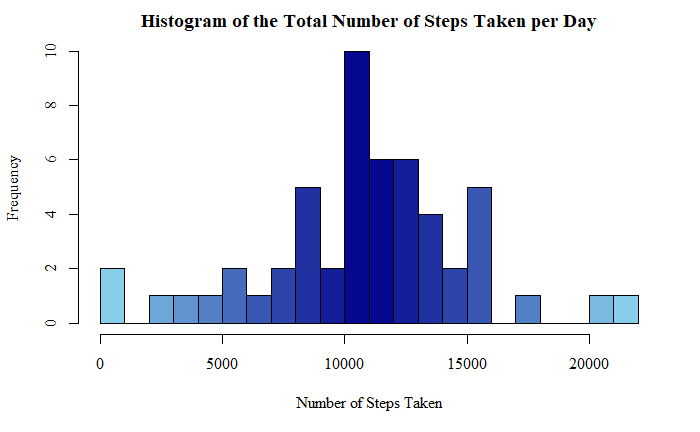 Histogram of the Total Number of Steps Taken per Day
Frequency
10
8
6
4
2
0
0 5000 10000 15000 20000
Number of Steps Taken